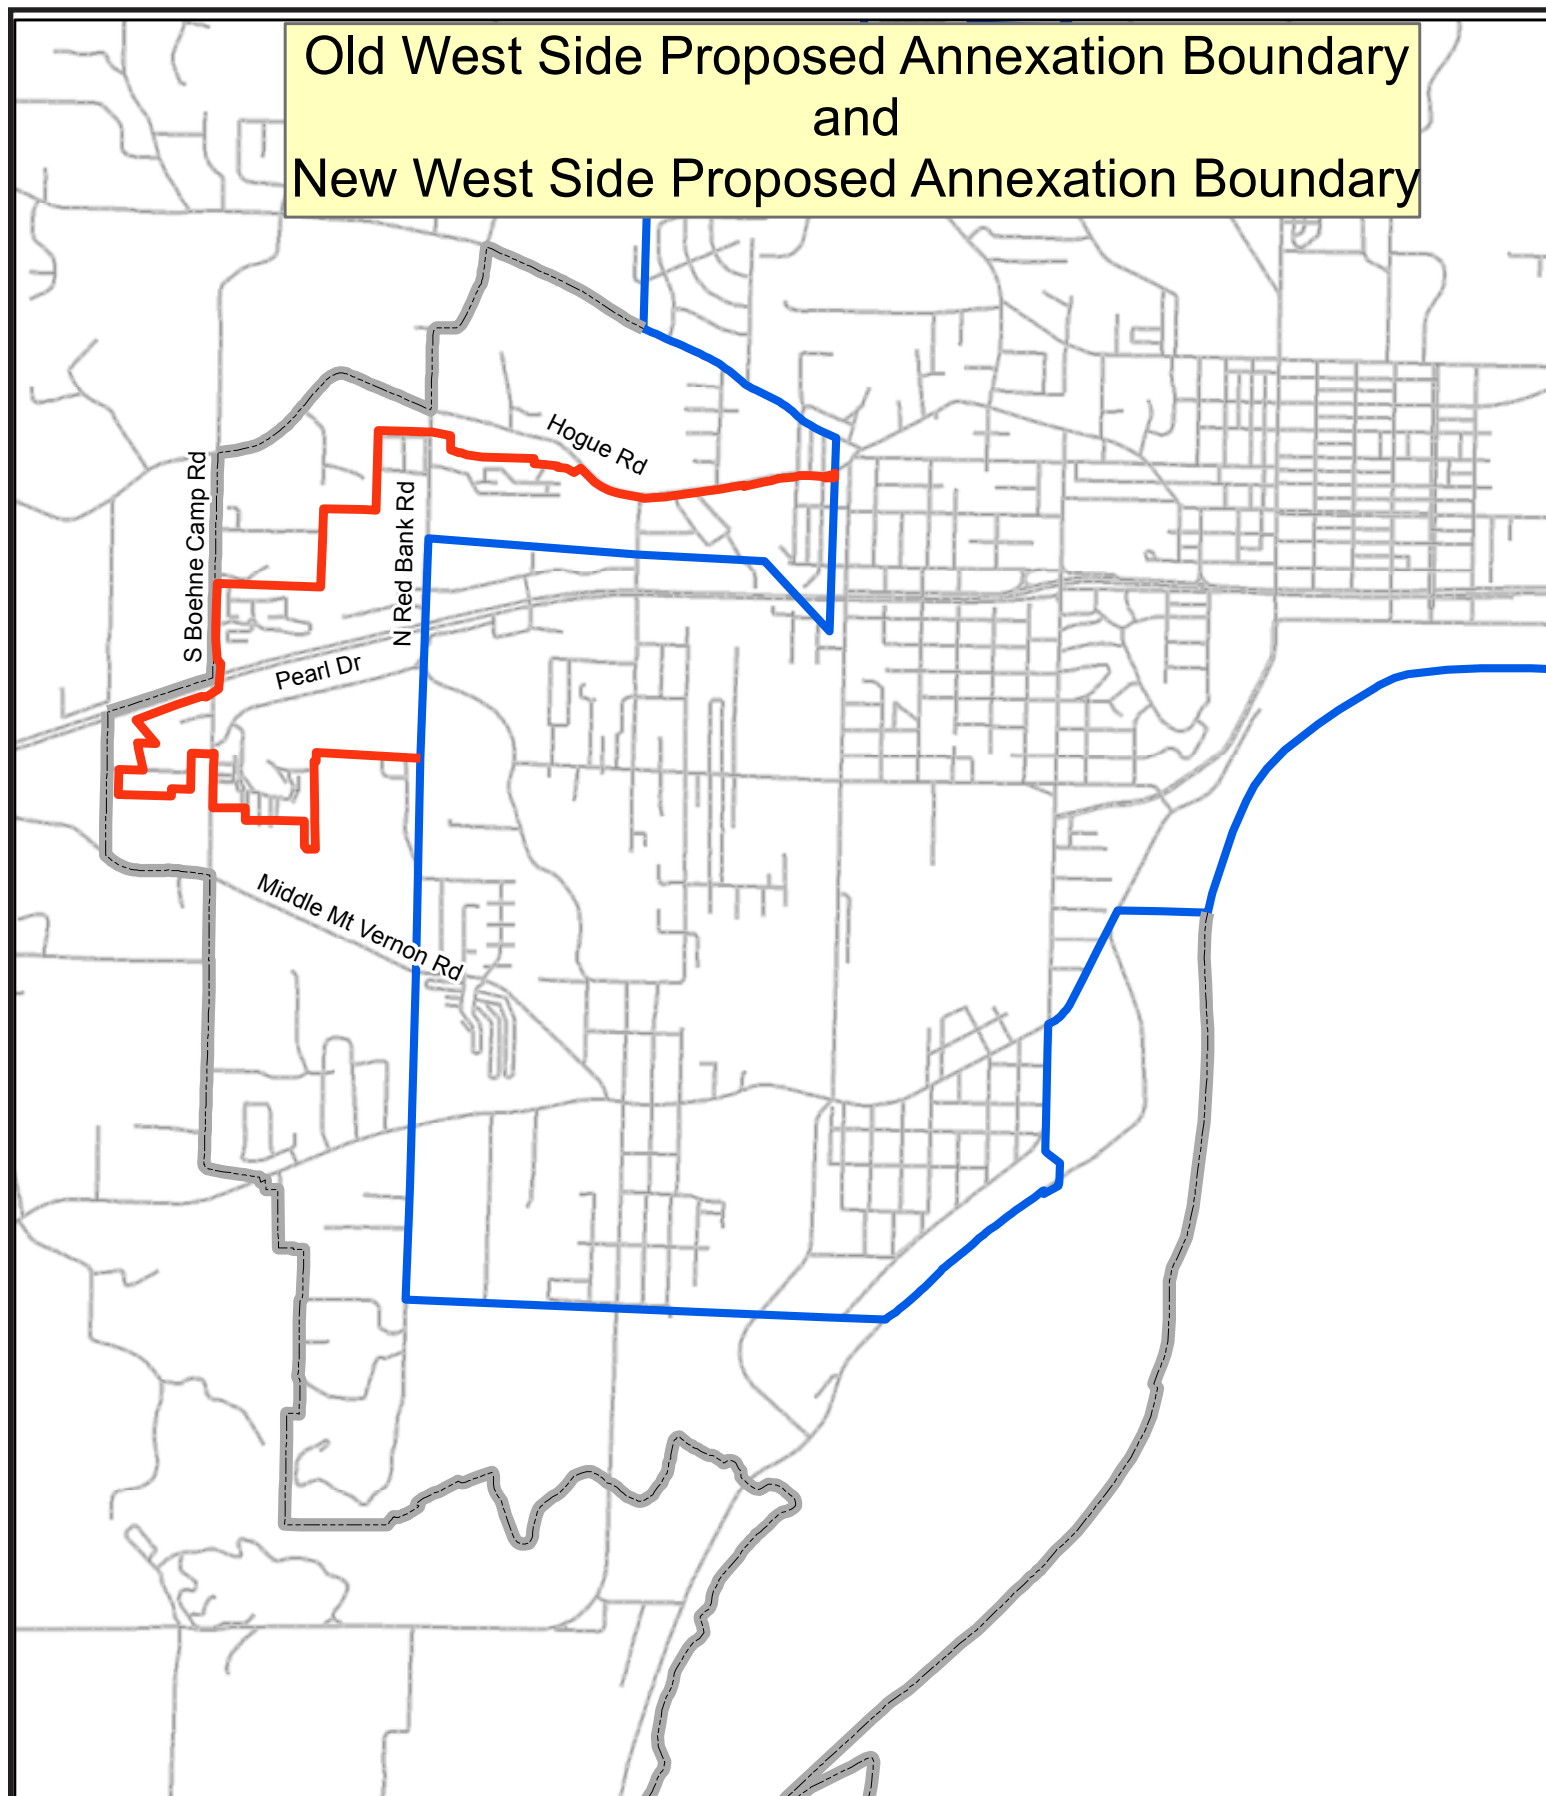 Old West Side Proposed Annexation Boundary
and
New West Side Proposed Annexation Boundary
Hogue Rd
S Boehne Camp Rd
N Red Bank Rd
Pearl Dr
Middle Mt Vernon Rd